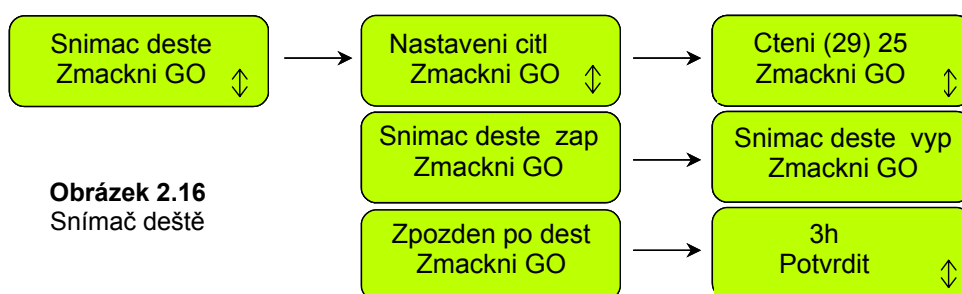 Snimac deste
Zmackni GO
Nastaveni citl
Zmackni GO
Cteni (29) 25
Zmackni GO
Snimac deste  zap
Zmackni GO
Snimac deste  vyp
Zmackni GO
Obrázek 2.16
Snímač deště
Zpozden po dest
Zmackni GO
3h
Potvrdit